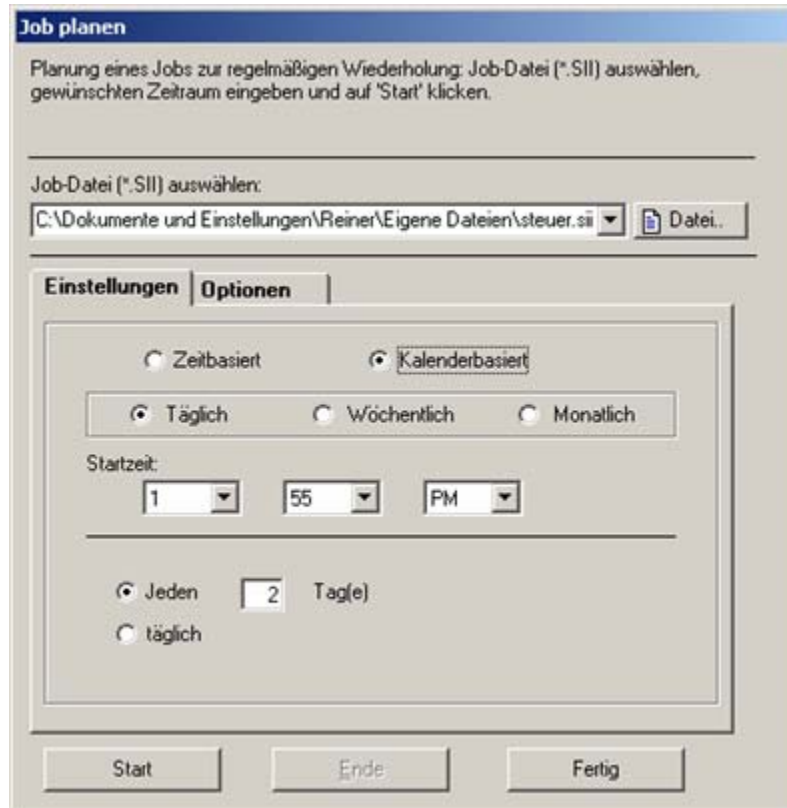 Job planen
Planung eines Jobs zur regelmäßigen Wiederholung: Job-Datei (*.SII) auswählen,
gewünschten Zeitraum eingeben und auf 'Start' klicken.
Job-Datei (*.SII) auswählen:
C:\Dokumente und Einstellungen\Reiner\Eigene Dateien\steuer.sii Datei..
Einstellungen Optionen
Zeitbasiert Kalenderbasiert
Täglich Wöchentlich Monatlich
Startzeit:
1 55 PM
Jeden 2 Tag(e)
täglich
Start Ende Fertig